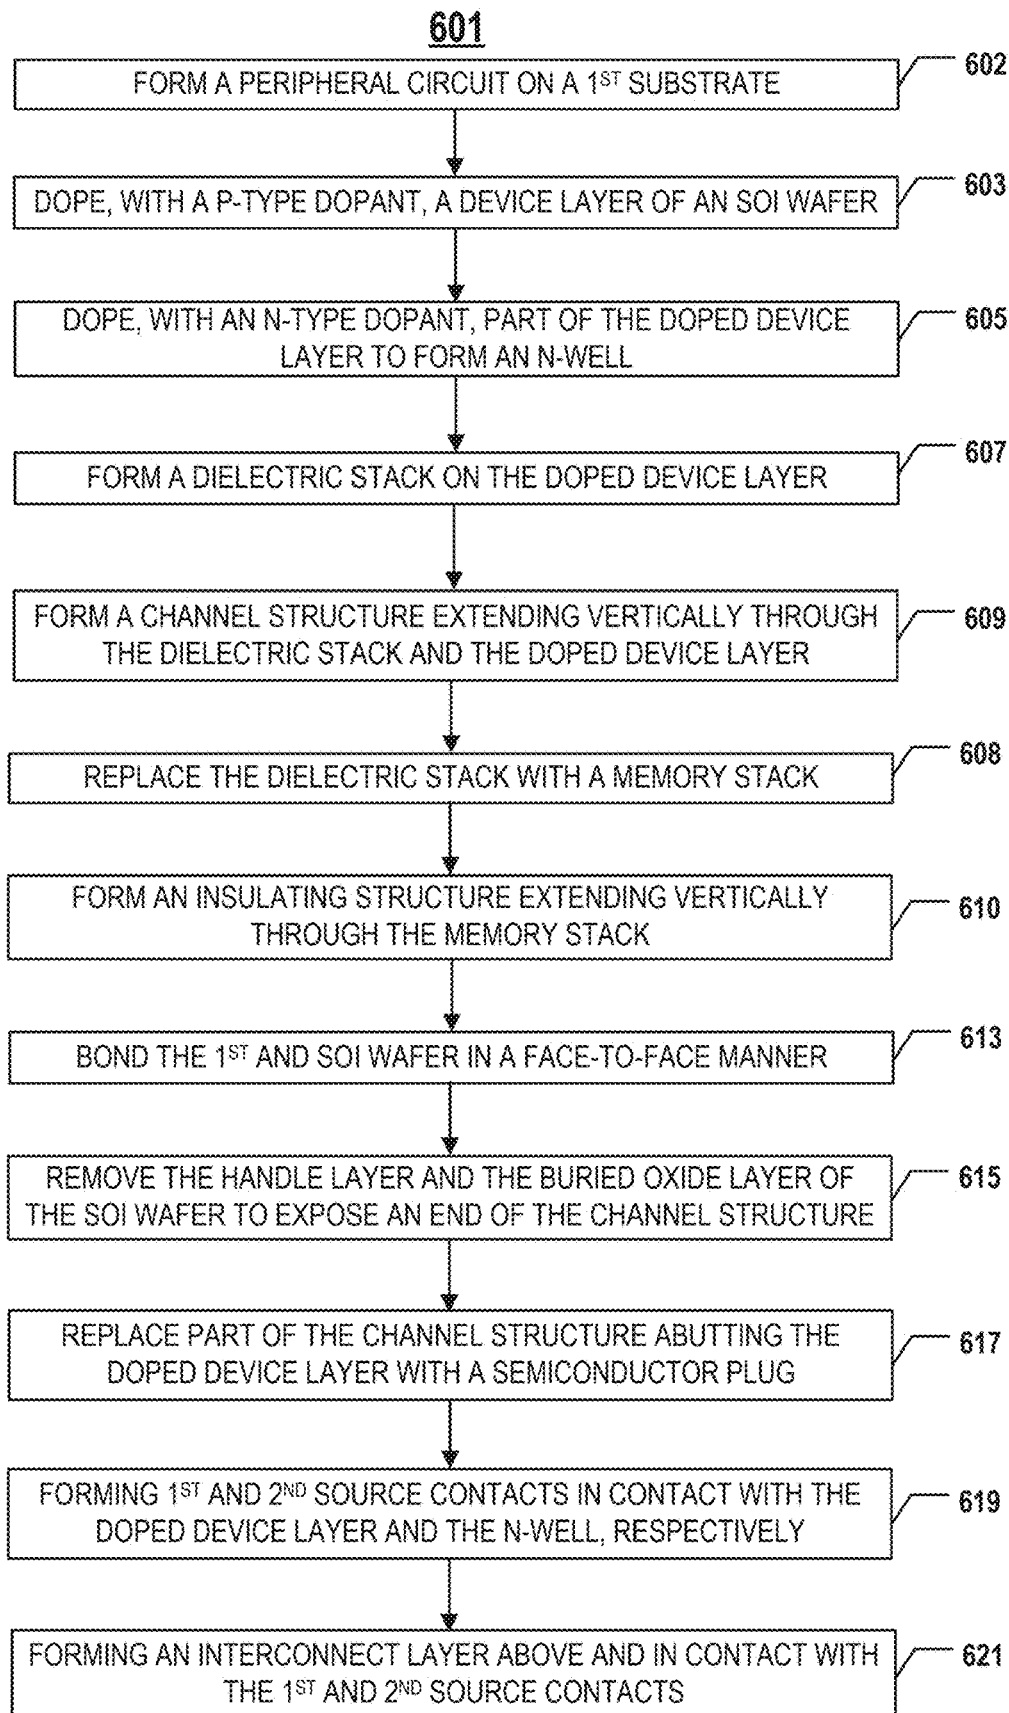 601
FORM A PERIPHERAL CIRCUIT ON A 1ST SUBSTRATE
602
DOPE, WITH A P-TYPE DOPANT, A DEVICE LAYER OF AN SOI WAFER
603
DOPE, WITH AN N-TYPE DOPANT, PART OF THE DOPED DEVICE
LAYER TO FORM AN N-WELL
605
FORM A DIELECTRIC STACK ON THE DOPED DEVICE LAYER
607
FORM A CHANNEL STRUCTURE EXTENDING VERTICALLY THROUGH
THE DIELECTRIC STACK AND THE DOPED DEVICE LAYER
609
REPLACE THE DIELECTRIC STACK WITH A MEMORY STACK
608
FORM AN INSULATING STRUCTURE EXTENDING VERTICALLY
THROUGH THE MEMORY STACK
610
BOND THE 1ST AND SOI WAFER IN A FACE-TO-FACE MANNER
613
REMOVE THE HANDLE LAYER AND THE BURIED OXIDE LAYER OF
THE SOI WAFER TO EXPOSE AN END OF THE CHANNEL STRUCTURE
615
REPLACE PART OF THE CHANNEL STRUCTURE ABUTTING THE
DOPED DEVICE LAYER WITH A SEMICONDUCTOR PLUG
617
FORMING 1ST AND 2ND SOURCE CONTACTS IN CONTACT WITH THE
DOPED DEVICE LAYER AND THE N-WELL, RESPECTIVELY
619
FORMING AN INTERCONNECT LAYER ABOVE AND IN CONTACT WITH
THE 1ST AND 2ND SOURCE CONTACTS
621